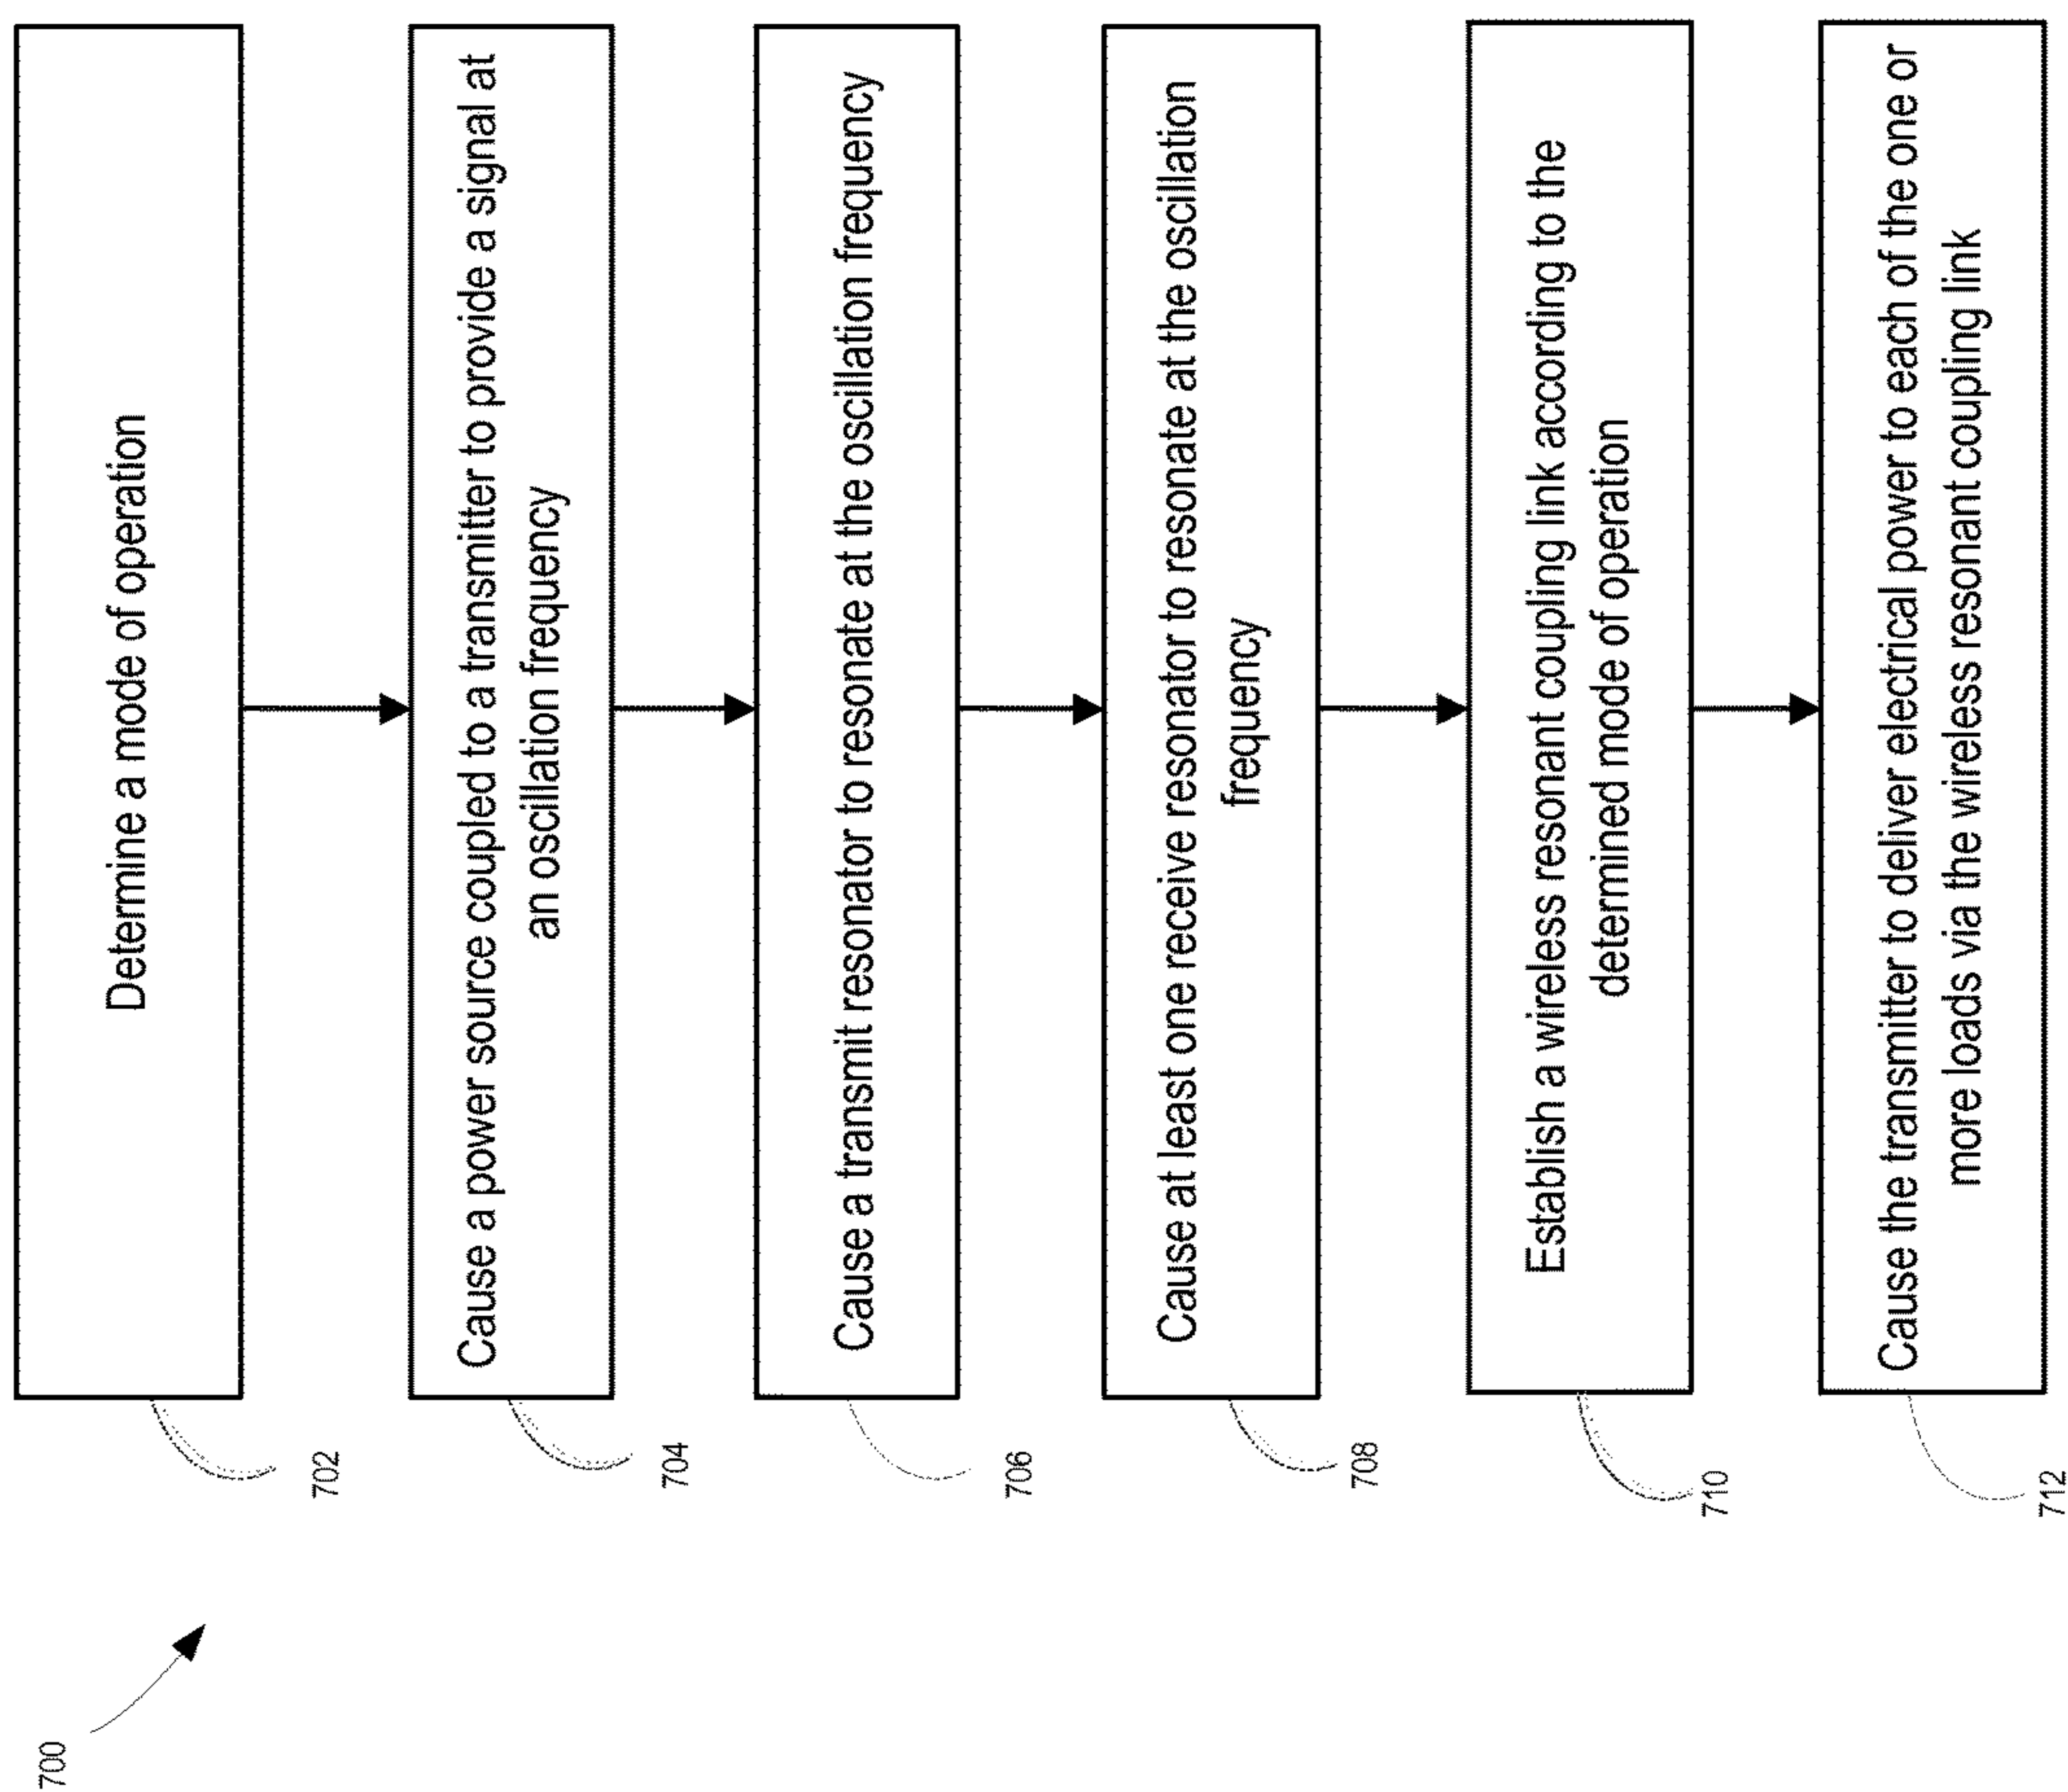 700
702
Determine a mode of operation
704
Cause a power source coupled to a transmitter to provide a signal at
an oscillation frequency
706
Cause a transmit resonator to resonate at the oscillation frequency
708
Cause at least one receive resonator to resonate at the oscillation
frequency
710
Establish a wireless resonant coupling link according to the
determined mode of operation
712
Cause the transmitter to deliver electrical power to each of the one or
more loads via the wireless resonant coupling link